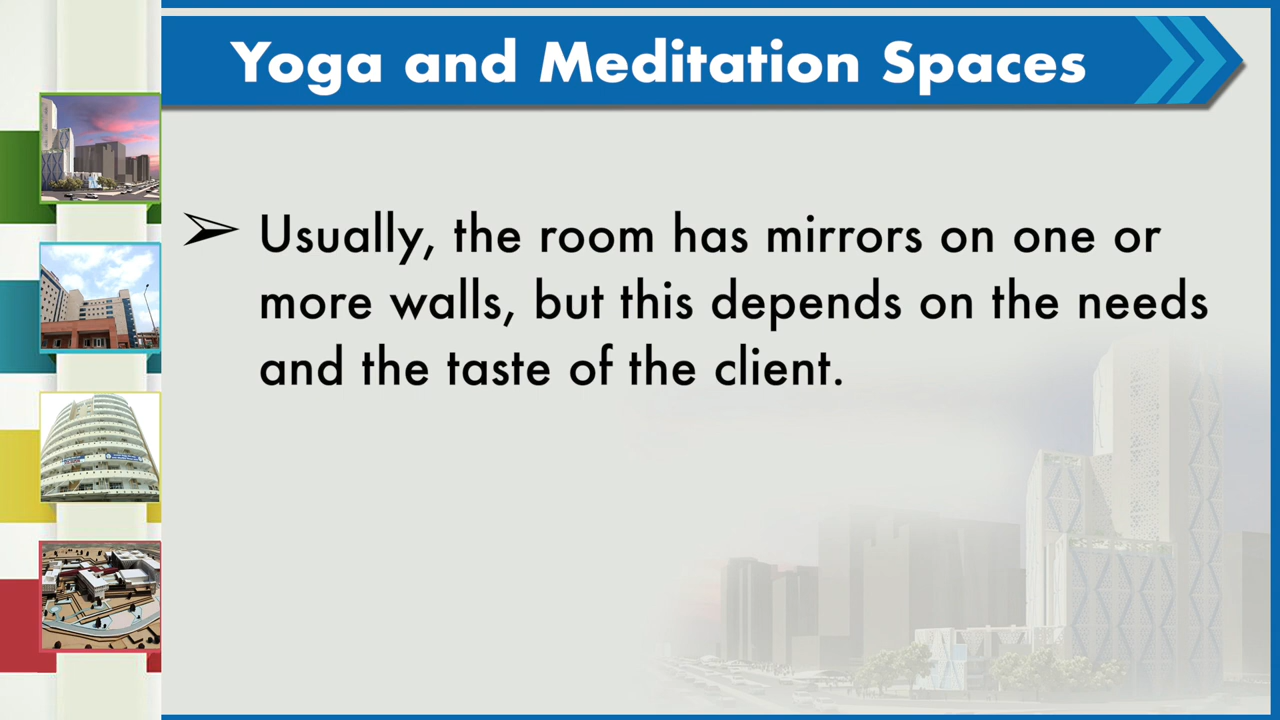 Yoga and Meditation Spaces
➢ Usually, the room has mirrors on one or
more walls, but this depends on the needs
and the taste of the client.